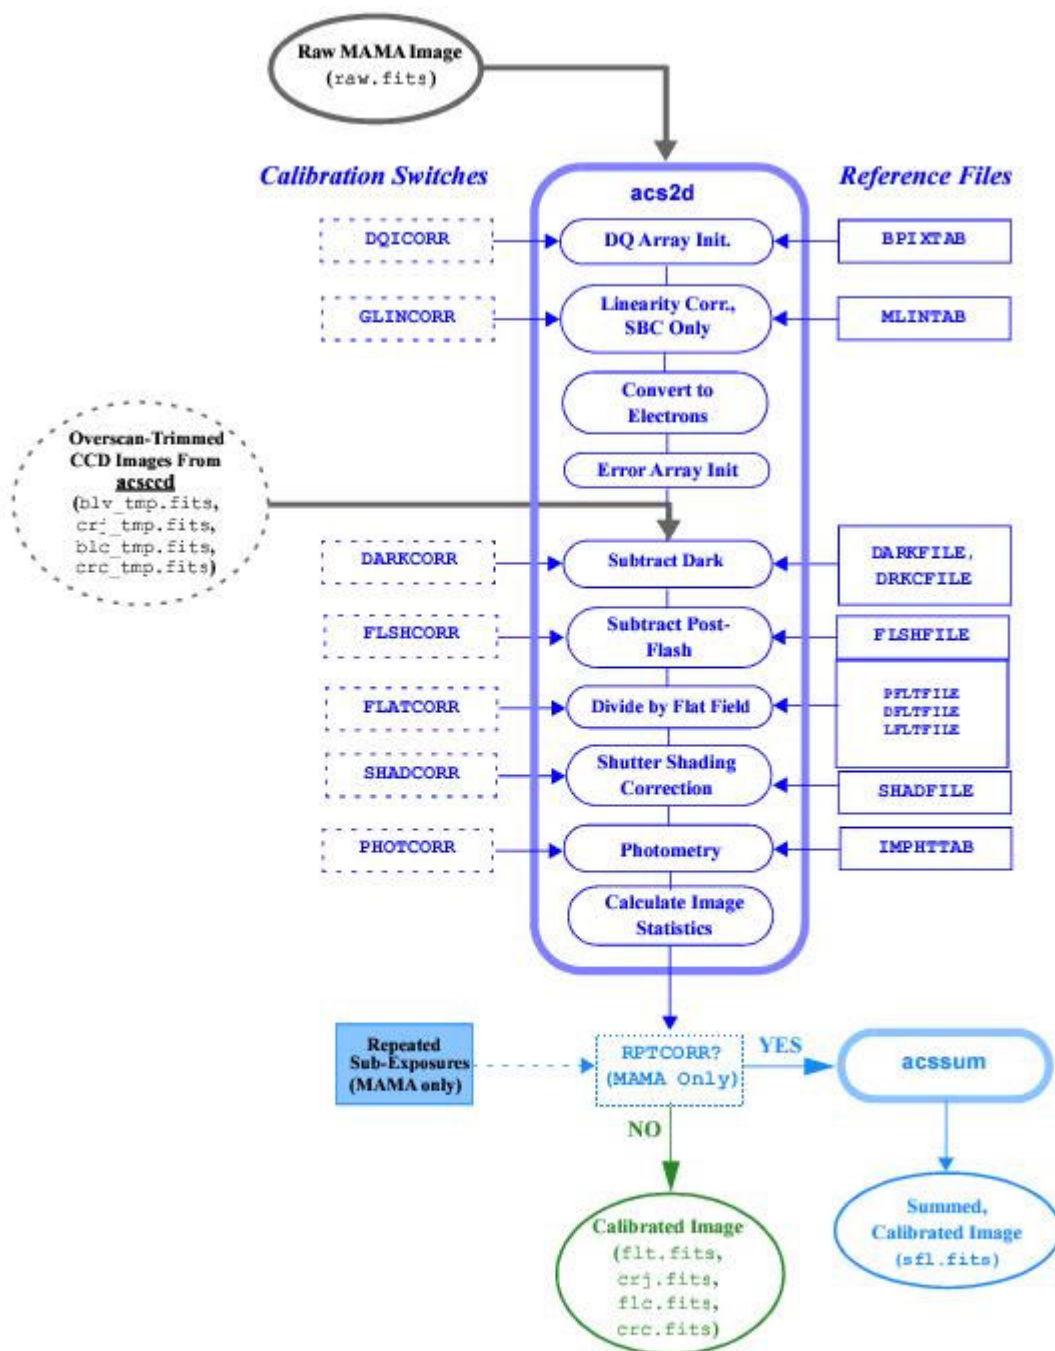 Raw MAMA Image
(raw.fits)
Calibration Switches
acs2d
Reference Files
DQICORR
DQ Array Init.
BPIXTAB
GLINCORR
Linearity Corr.,
SBC Only
MLINTAB
Convert to
Electrons
Overscan-Trimmed
CCD Images From
acsccd
(blv_tmp.fits,
crj_tmp.fits,
blc_tmp.fits,
crc_tmp.fits)
Error Array Init
DARKCORR
Subtract Dark
DARKFILE,
DRKCFILE
FLSHCORR
Subtract Post-
Flash
FLSHFILE
FLATCORR
Divide by Flat Field
PFLTFILE
DFLTFILE
LFLTFILE
SHADCORR
Shutter Shading
Correction
SHADFILE
PHOTCORR
Photometry
IMPHTTAB
Calculate Image
Statistics
Repeated
Sub-Exposures
(MAMA only)
RPTCORR?
(MAMA Only)
YES
acssum
NO
Calibrated Image
(flt.fits,
crj.fits,
flc.fits,
crc.fits)
Summed,
Calibrated Image
(sfl.fits)